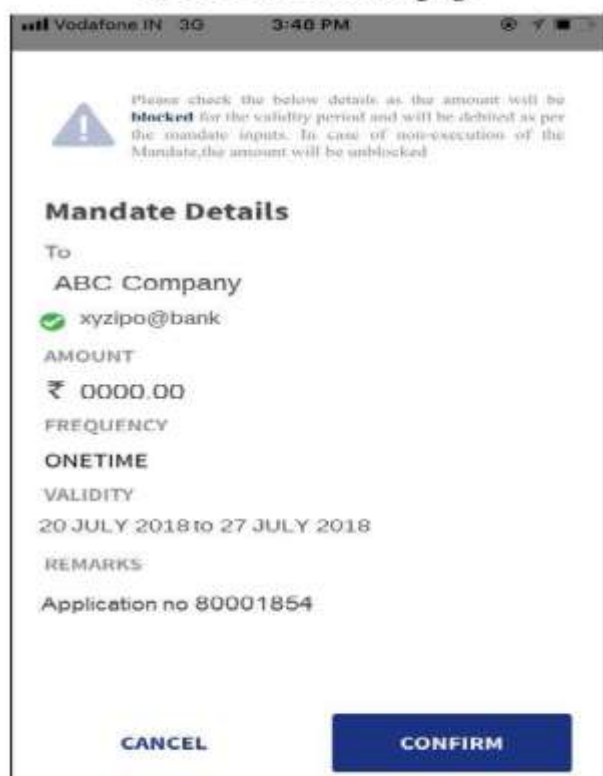 Vodafone IN 3G 3:40 PM
Please check the below details as the amount will be
blocked for the validity period and will be debited as per
the mandate inputs. In case of non-execution of the
Mandate,the amount will be unblocked
Mandate Details
To
ABC Company
xyzipo@bank
AMOUNT
₹ 0000.00
FREQUENCY
ONETIME
VALIDITY
20 JULY 2018 to 27 JULY 2018
REMARKS
Application no 80001854
CANCEL
CONFIRM